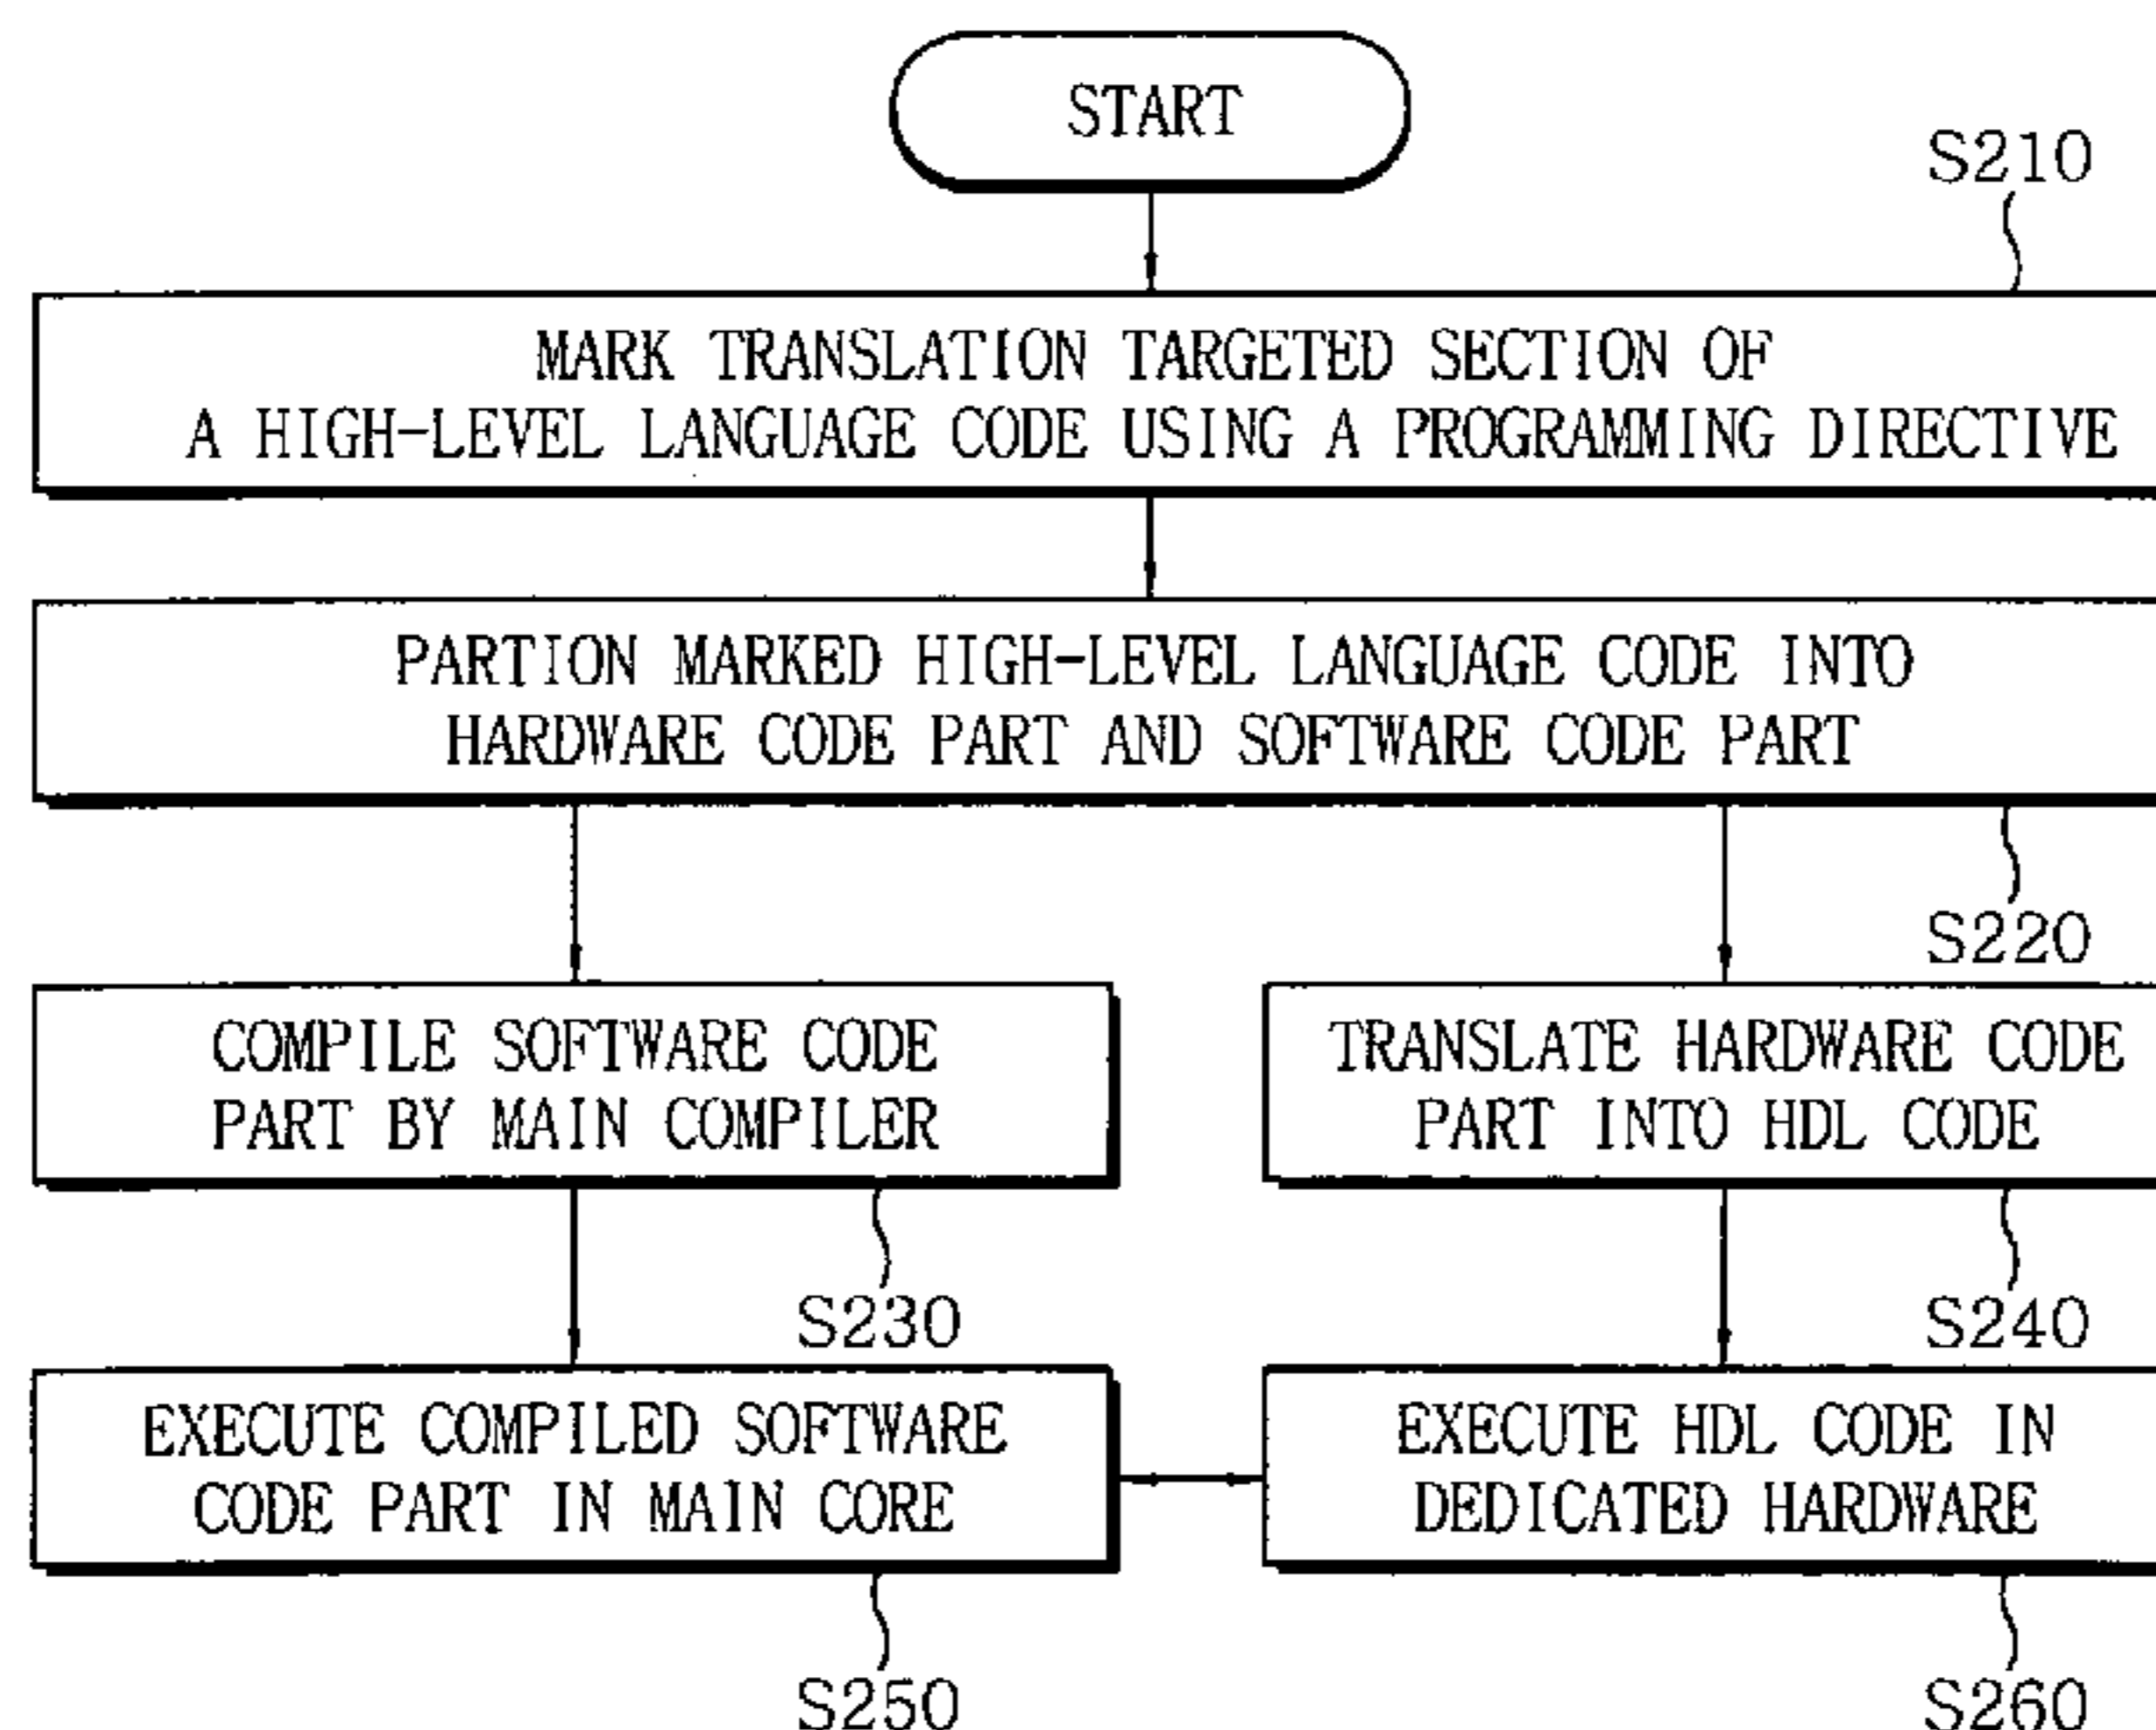 START
S210
MARK TRANSLATION TARGETED SECTION OF
A HIGH-LEVEL LANGUAGE CODE USING A PROGRAMMING DIRECTIVE
PARTION MARKED HIGH-LEVEL LANGUAGE CODE INTO
HARDWARE CODE PART AND SOFTWARE CODE PART
S220
COMPILE SOFTWARE CODE
PART BY MAIN COMPILER
S230
TRANSLATE HARDWARE CODE
PART INTO HDL CODE
S240
EXECUTE COMPILED SOFTWARE
CODE PART IN MAIN CORE
S250
EXECUTE HDL CODE IN
DEDICATED HARDWARE
S260